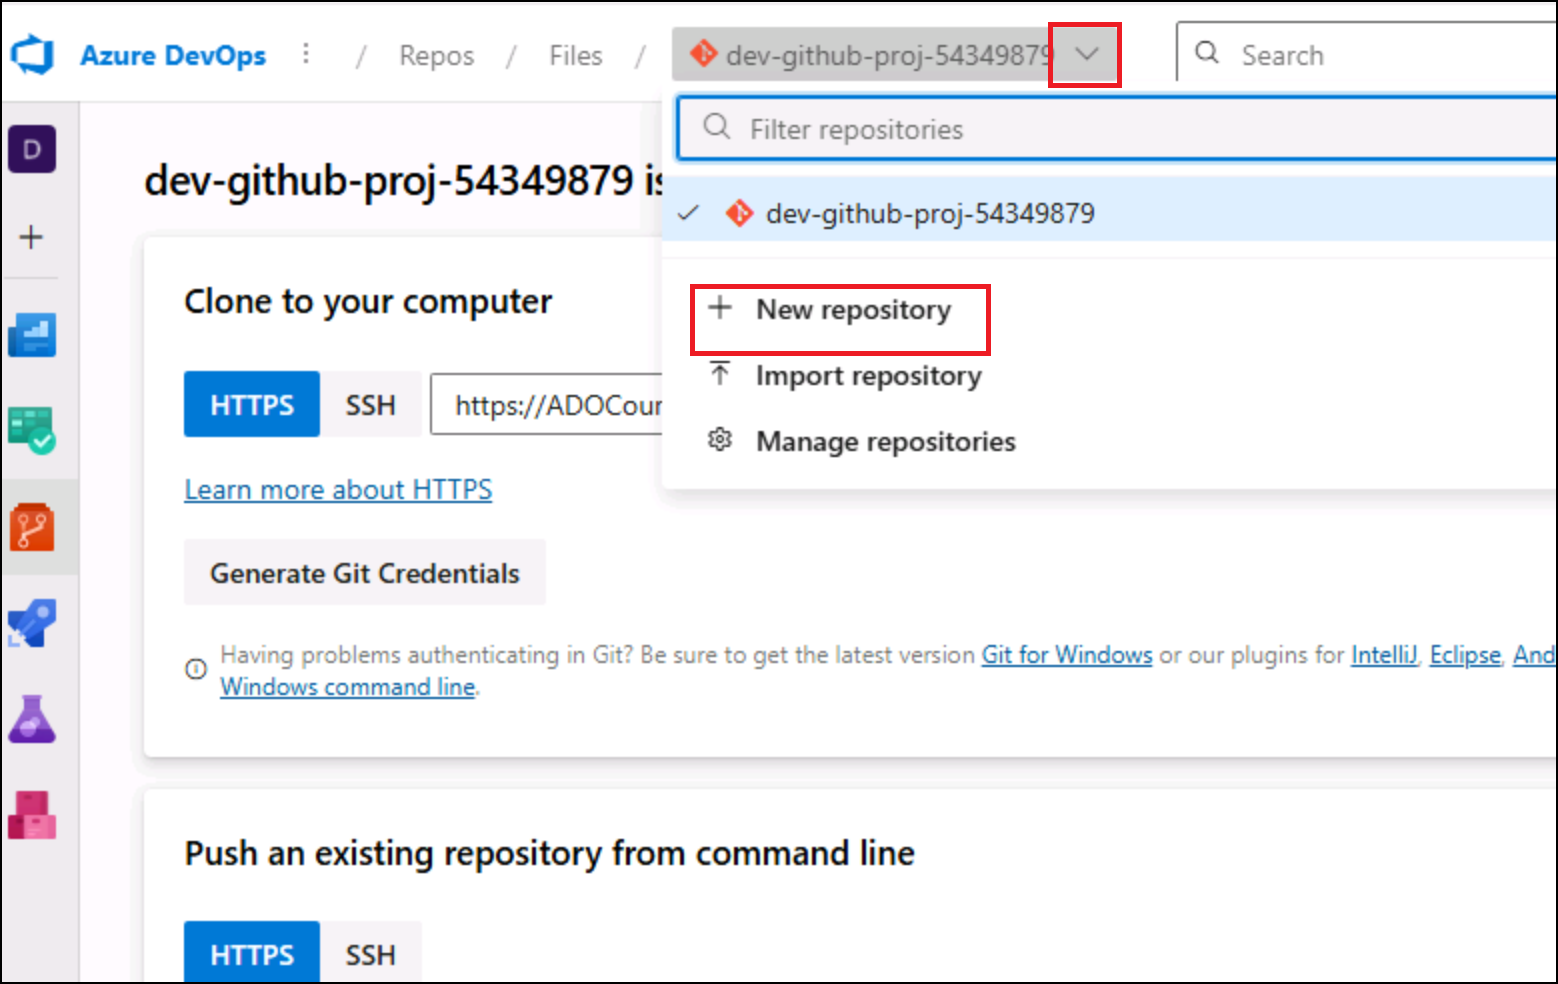 Azure DevOps / Repos / Files / dev-github-proj-54349879 Search
Filter repositories
D
dev-github-proj-54349879 is
dev-github-proj-54349879
Clone to your computer
New repository
Import repository
HTTPS SSH https://ADOCour
Manage repositories
Learn more about HTTPS
Generate Git Credentials
Having problems authenticating in Git? Be sure to get the latest version Git for Windows or our plugins for IntelliJ, Eclipse, And
Windows command line.
Push an existing repository from command line
HTTPS SSH